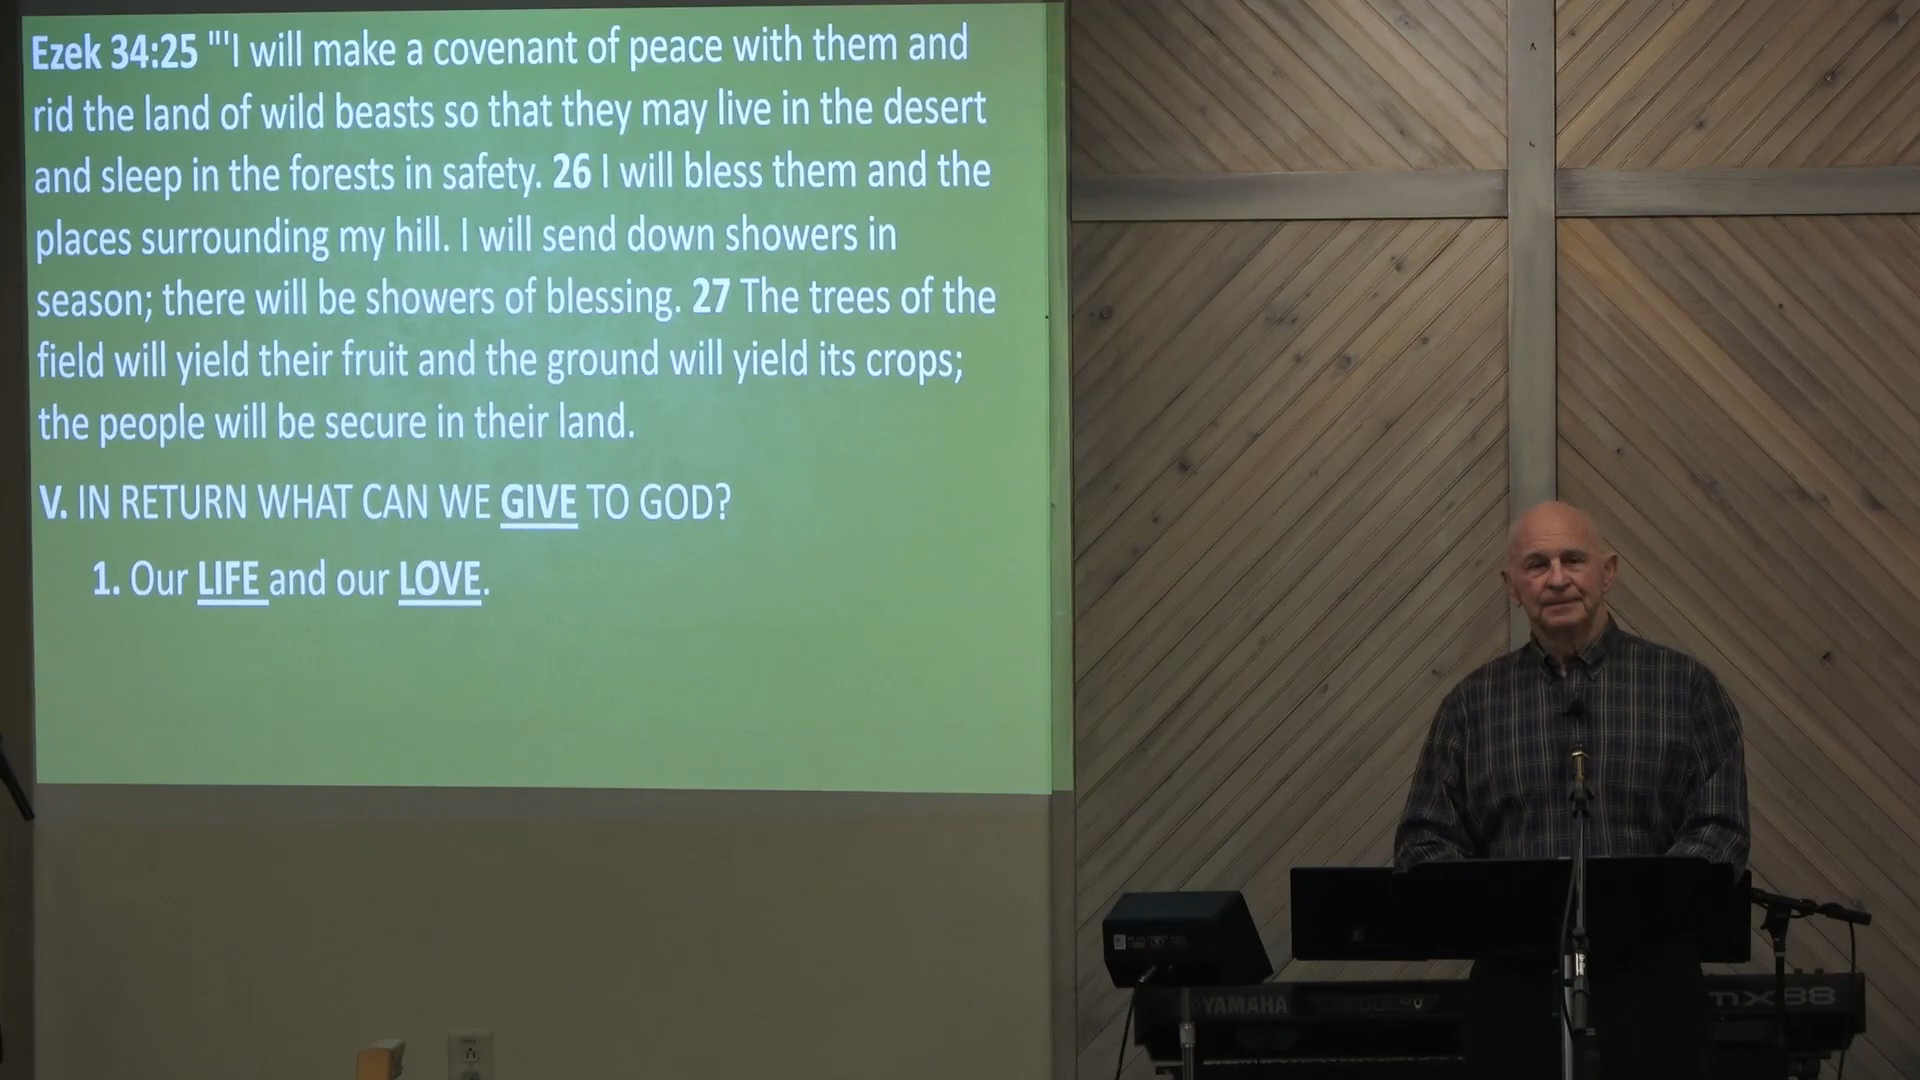 Ezek 34:25 "'I will make a covenant of peace with them and
rid the land of wild beasts so that they may live in the desert
and sleep in the forests in safety. 26 I will bless them and the
places surrounding my hill. I will send down showers in
season; there will be showers of blessing. 27 The trees of the
field will yield their fruit and the ground will yield its crops;
the people will be secure in their land.
V. IN RETURN WHAT CAN WE GIVE TO GOD?
1. Our LIFE and our LOVE.
YAMAHA